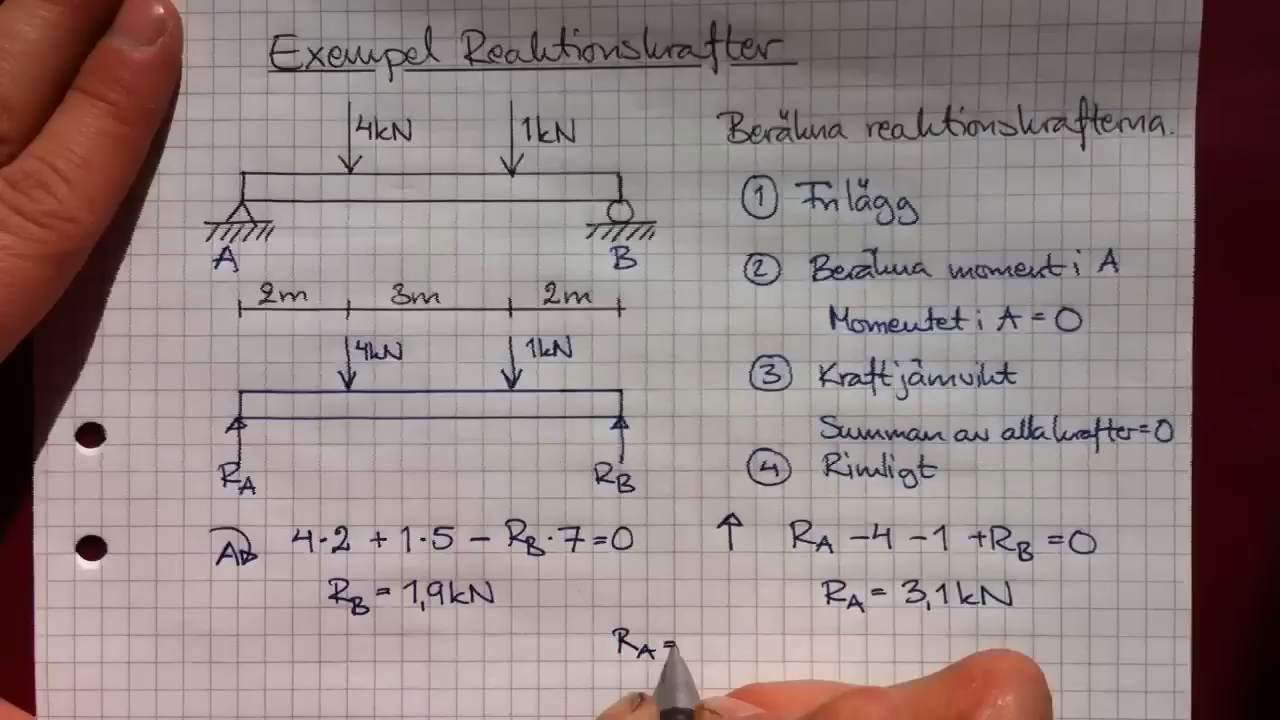 Exempel Reaktionskrafter
4kN 1kN
A B
2m 3m 2m
4kN 1kN
RA RB
Beräkna reaktionskrafterna.
① Frilägg
② Beräkna moment i A
Momentet i A = 0
③ Kraftjämvikt
Summan av alla krafter = 0
④ Rimligt
A 4·2 + 1·5 − RB·7 = 0
RB = 1,9kN
↑ RA − 4 − 1 + RB = 0
RA = 3,1kN
RA =